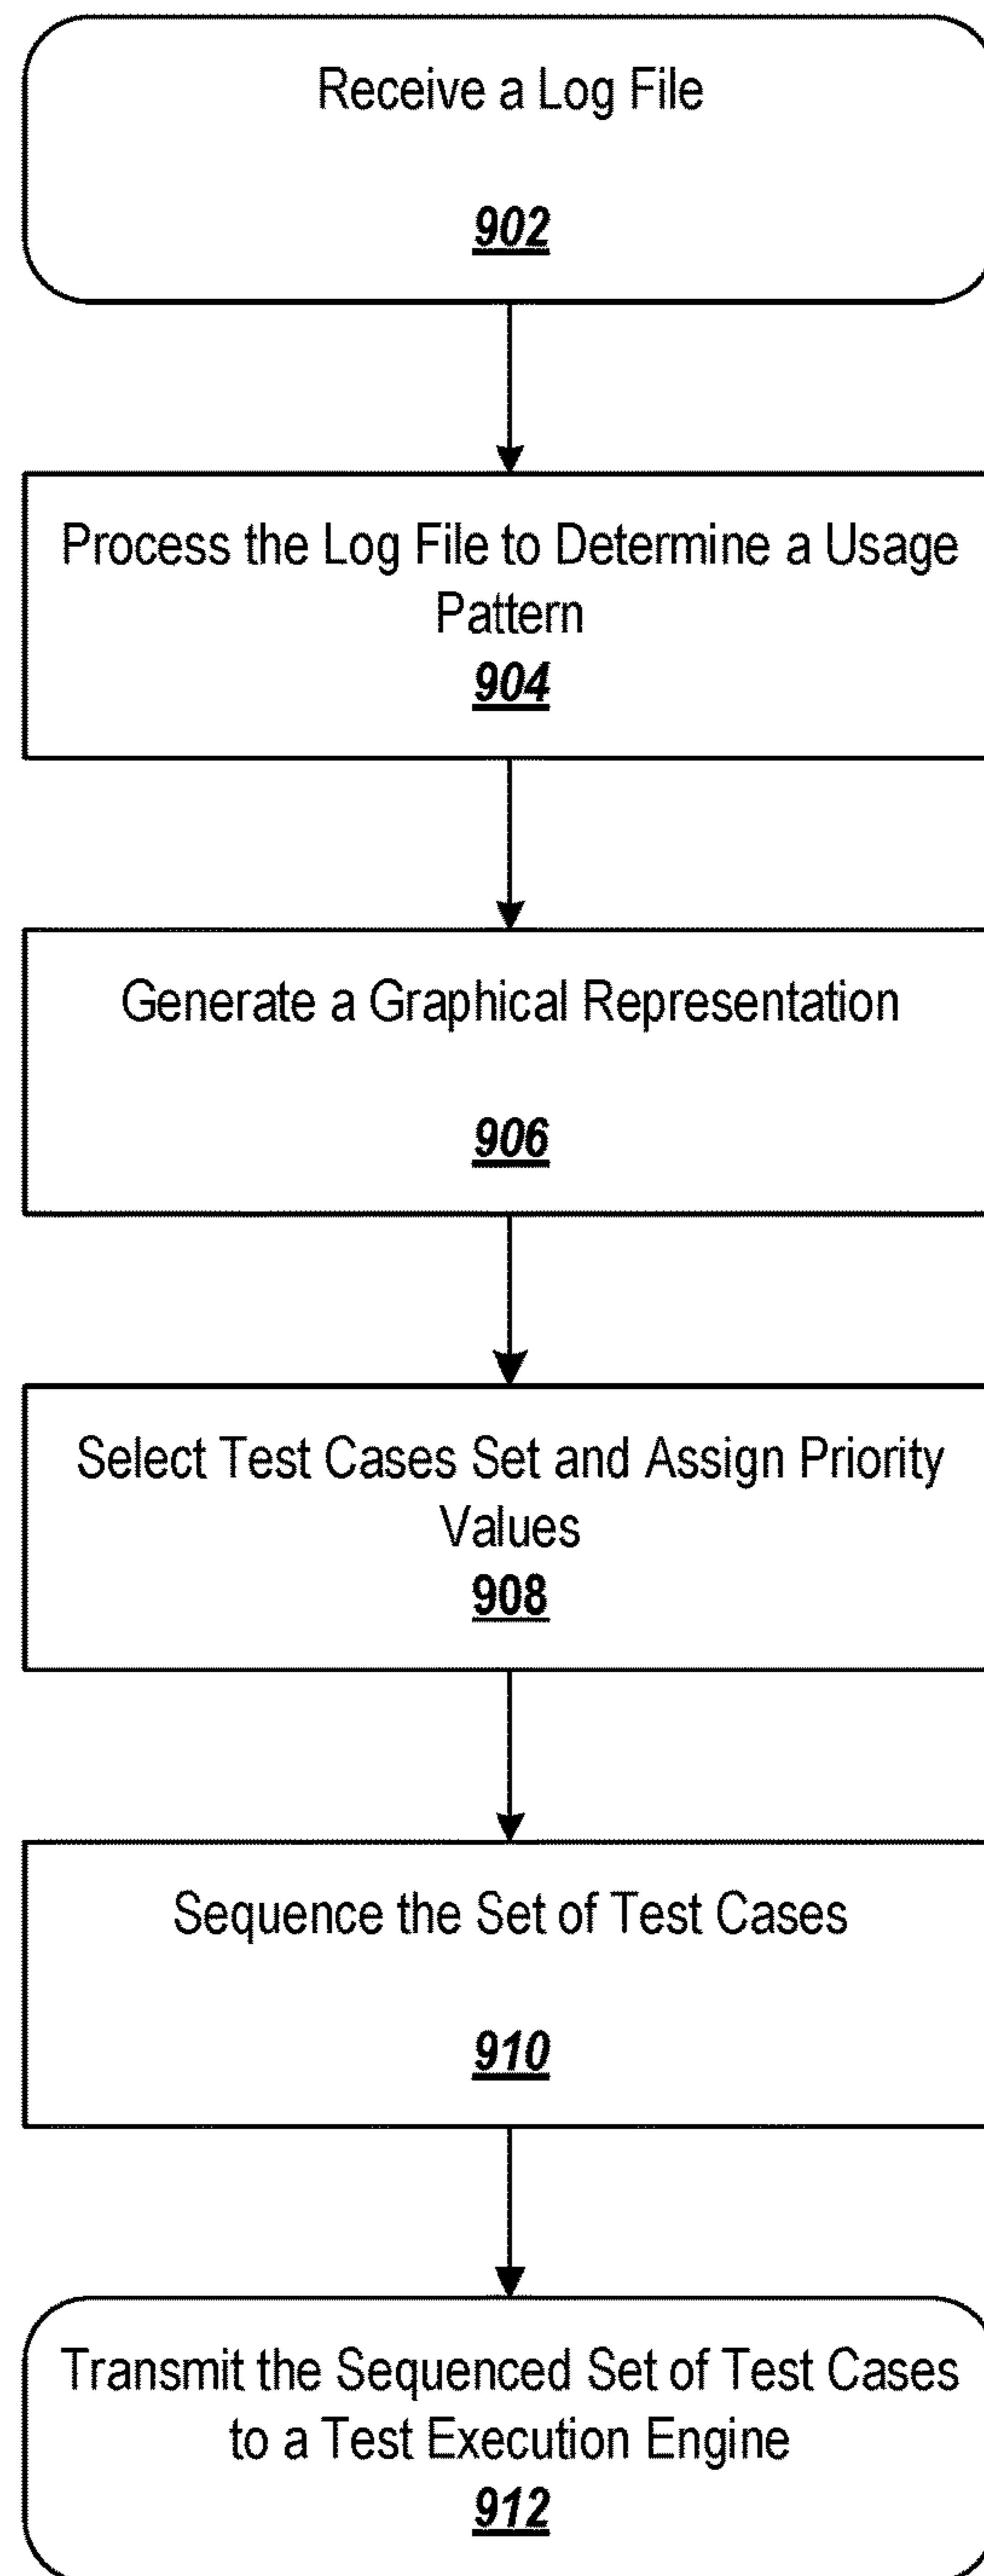 Receive a Log File
902
Process the Log File to Determine a Usage
Pattern
904
Generate a Graphical Representation
906
Select Test Cases Set and Assign Priority
Values
908
Sequence the Set of Test Cases
910
Transmit the Sequenced Set of Test Cases
to a Test Execution Engine
912